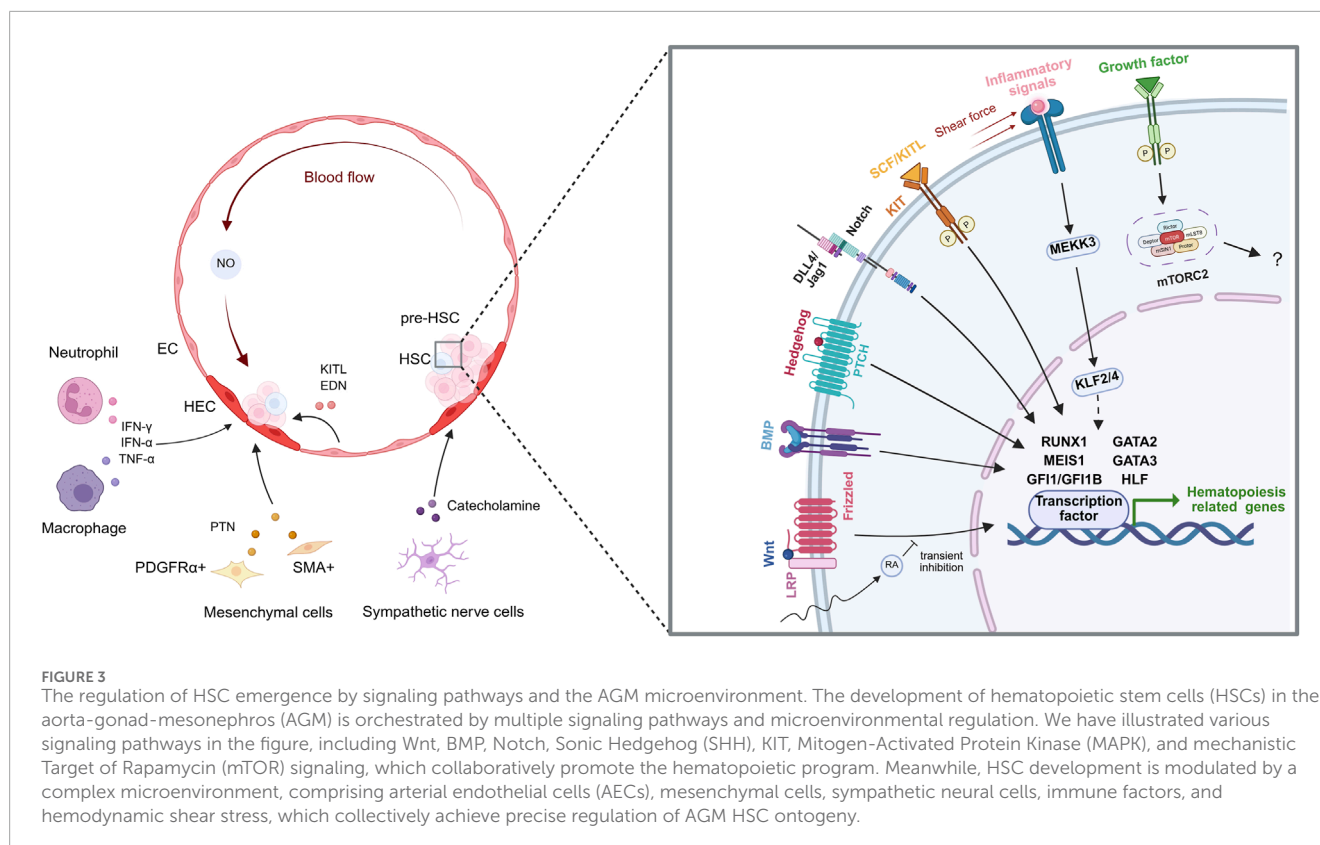 Blood flow
NO
EC
pre-HSC
HSC
Neutrophil
KITL
EDN
HEC
IFN-γ
IFN-α
TNF-α
Macrophage
PTN
PDGFRα+
SMA+
Mesenchymal cells
Catecholamine
Sympathetic nerve cells
Growth factor
Inflammatory
signals
Shear force
SCF/KITL
KIT
P
P
P
P
Notch
DLL4/
Jag1
MEKK3
Rictor
Deptor
mTOR
mLST8
mSIN1
Protor
mTORC2
?
Hedgehog
PTCH
KLF2/4
BMP
RUNX1
GATA2
MEIS1
GATA3
GFI1/GFI1B
HLF
Transcription
factor
Hematopoiesis
related genes
Frizzled
Wnt
LRP
RA
transient
inhibition
FIGURE 3
The regulation of HSC emergence by signaling pathways and the AGM microenvironment. The development of hematopoietic stem cells (HSCs) in the
aorta-gonad-mesonephros (AGM) is orchestrated by multiple signaling pathways and microenvironmental regulation. We have illustrated various
signaling pathways in the figure, including Wnt, BMP, Notch, Sonic Hedgehog (SHH), KIT, Mitogen-Activated Protein Kinase (MAPK), and mechanistic
Target of Rapamycin (mTOR) signaling, which collaboratively promote the hematopoietic program. Meanwhile, HSC development is modulated by a
complex microenvironment, comprising arterial endothelial cells (AECs), mesenchymal cells, sympathetic neural cells, immune factors, and
hemodynamic shear stress, which collectively achieve precise regulation of AGM HSC ontogeny.